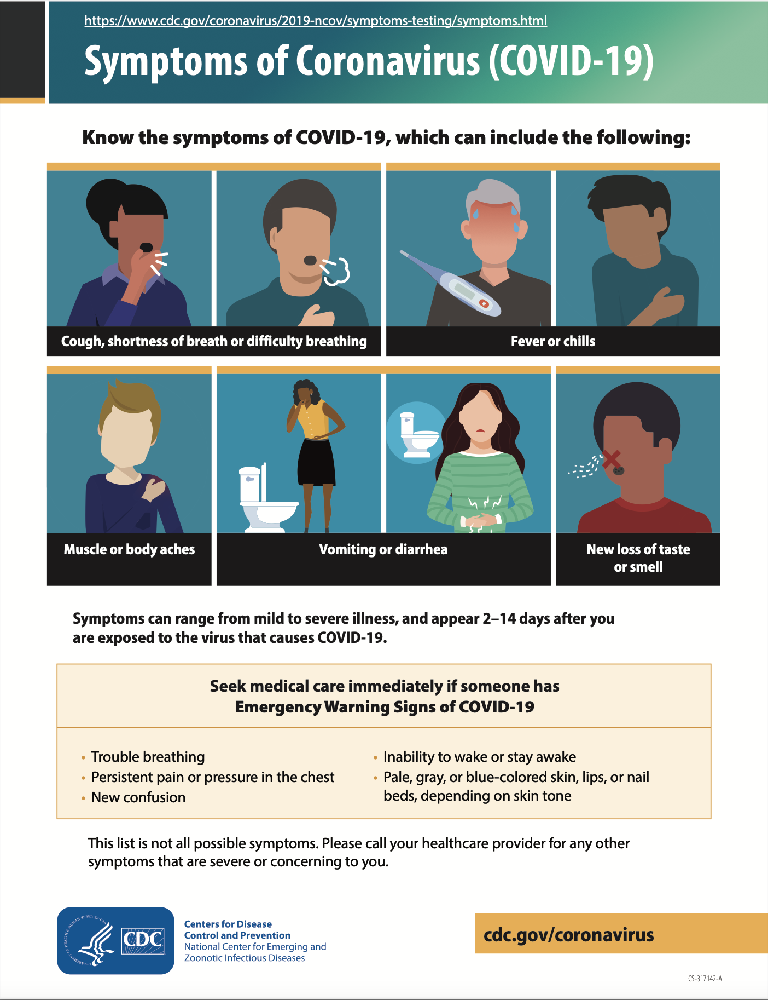 https://www.cdc.gov/coronavirus/2019-ncov/symptoms-testing/symptoms.html
Symptoms of Coronavirus (COVID-19)
Know the symptoms of COVID-19, which can include the following:
Cough, shortness of breath or difficulty breathing
Fever or chills
Muscle or body aches
Vomiting or diarrhea
New loss of taste
or smell
Symptoms can range from mild to severe illness, and appear 2–14 days after you
are exposed to the virus that causes COVID-19.
Seek medical care immediately if someone has
Emergency Warning Signs of COVID-19
• Trouble breathing
• Persistent pain or pressure in the chest
• New confusion
• Inability to wake or stay awake
• Pale, gray, or blue-colored skin, lips, or nail
beds, depending on skin tone
This list is not all possible symptoms. Please call your healthcare provider for any other
symptoms that are severe or concerning to you.
DEPARTMENT OF HEALTH & HUMAN SERVICES-USA
CDC
Centers for Disease
Control and Prevention
National Center for Emerging and
Zoonotic Infectious Diseases
cdc.gov/coronavirus
CS-317142-A